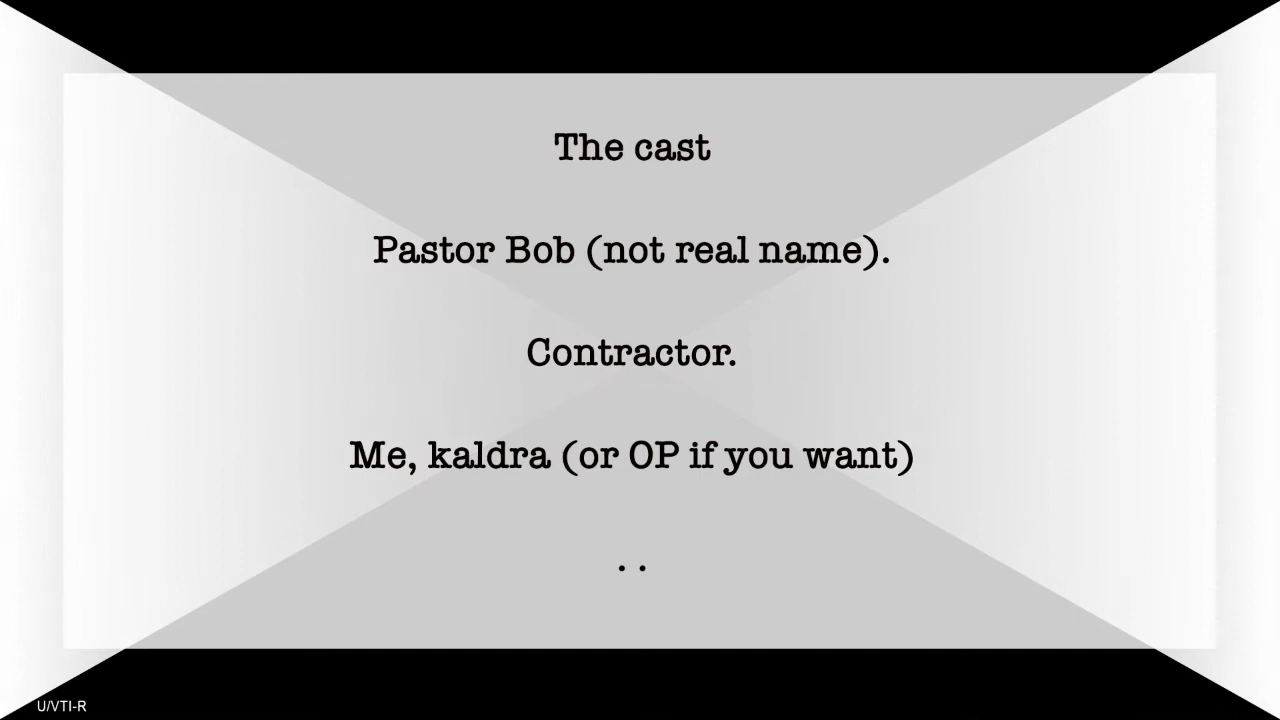 The cast
Pastor Bob (not real name).
Contractor.
Me, kaldra (or OP if you want)
. .
U/VTI-R